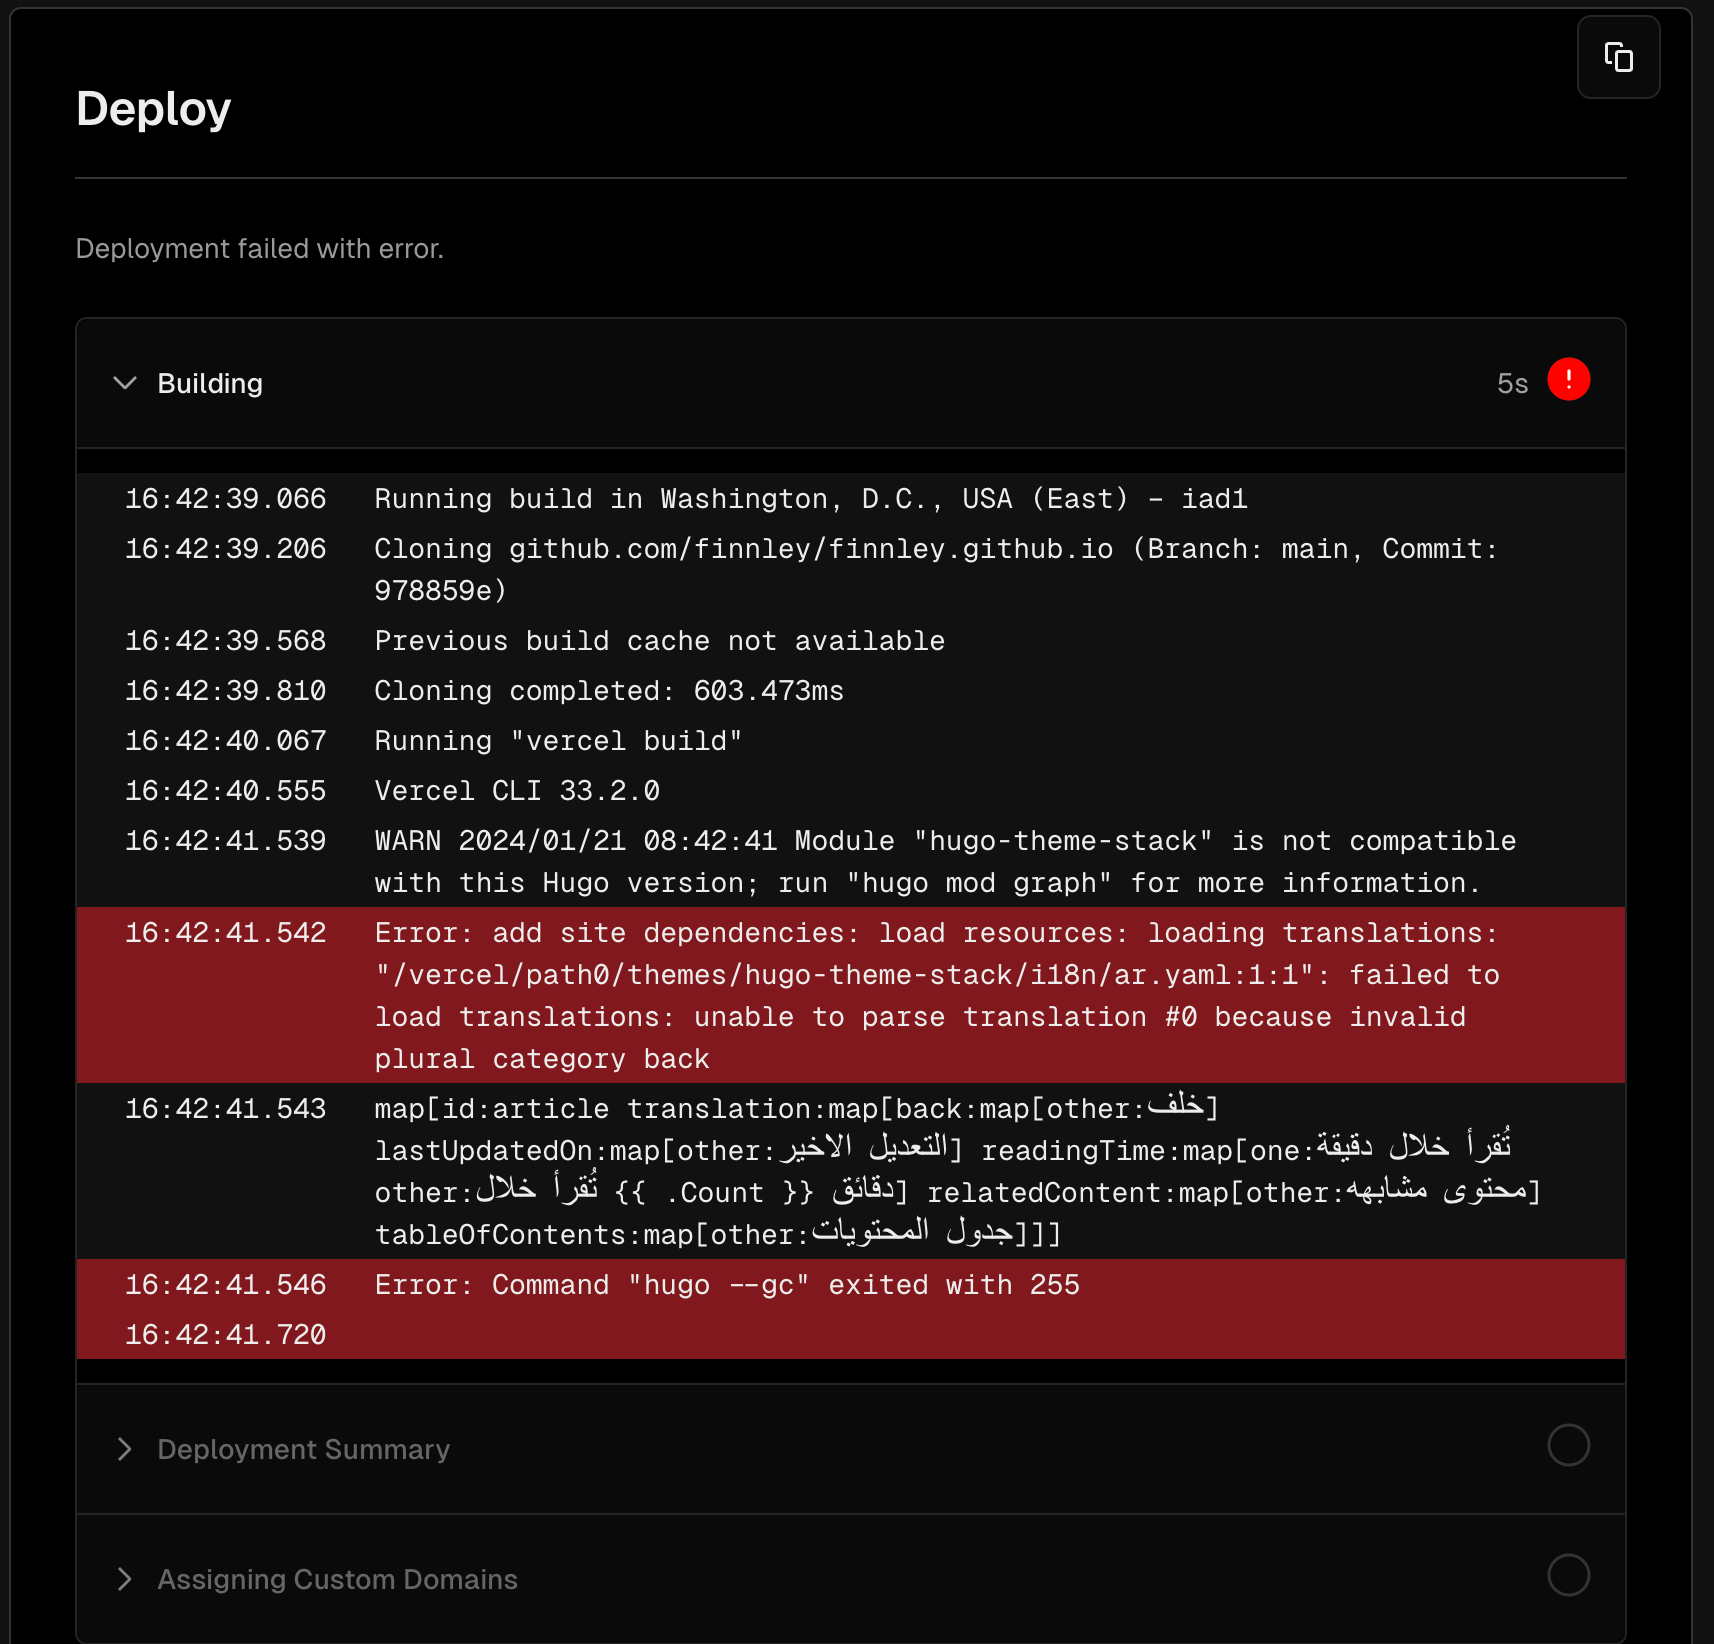 Deploy
Deployment failed with error.
Building 5s
16:42:39.066 Running build in Washington, D.C., USA (East) – iad1
16:42:39.206 Cloning github.com/finnley/finnley.github.io (Branch: main, Commit:
978859e)
16:42:39.568 Previous build cache not available
16:42:39.810 Cloning completed: 603.473ms
16:42:40.067 Running "vercel build"
16:42:40.555 Vercel CLI 33.2.0
16:42:41.539 WARN 2024/01/21 08:42:41 Module "hugo-theme-stack" is not compatible
with this Hugo version; run "hugo mod graph" for more information.
16:42:41.542 Error: add site dependencies: load resources: loading translations:
"/vercel/path0/themes/hugo-theme-stack/i18n/ar.yaml:1:1": failed to
load translations: unable to parse translation #0 because invalid
plural category back
16:42:41.543 map[id:article translation:map[back:map[other:خلف]
lastUpdatedOn:map[other:التعديل الاخير] readingTime:map[one:تُقرأ خلال دقيقة
other:تُقرأ خلال {{ .Count }} دقائق] relatedContent:map[other:محتوى مشابهه]
tableOfContents:map[other:جدول المحتويات]]]
16:42:41.546 Error: Command "hugo --gc" exited with 255
16:42:41.720
Deployment Summary
Assigning Custom Domains